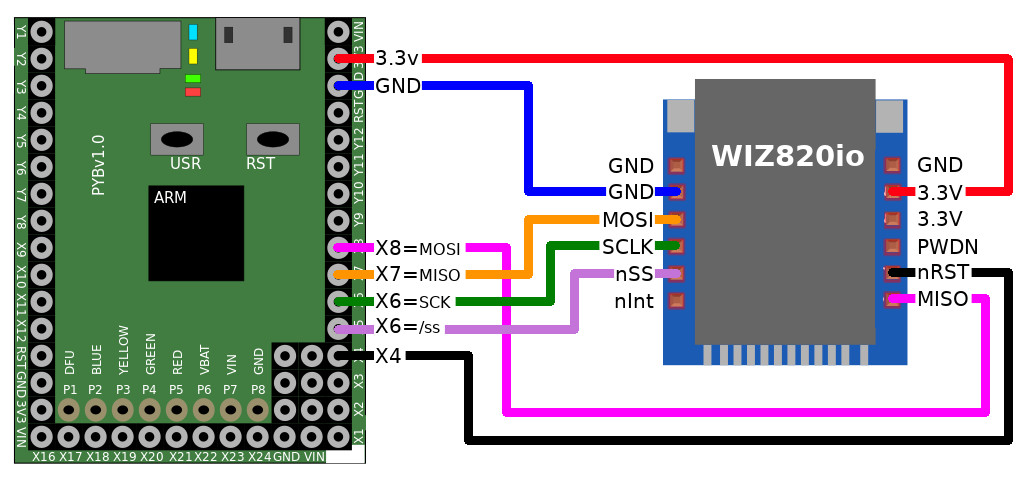 Y1
Y2
Y3
Y4
Y5
Y6
Y7
Y8
X9
X10
X11
X12
RST
GND
3V3
VIN
PYBv1.0
USR
RST
ARM
VIN
RST
Y12
Y11
Y10
Y9
X3
X2
X1
DFU
BLUE
YELLOW
GREEN
RED
VBAT
VIN
GND
P1 P2 P3 P4 P5 P6 P7 P8
X16 X17 X18 X19 X20 X21 X22 X23 X24 GND VIN
3.3v
GND
X8=MOSI
X7=MISO
X6=SCK
X6=/ss
X4
WIZ820io
GND
GND
MOSI
SCLK
nSS
nInt
GND
3.3V
3.3V
PWDN
nRST
MISO